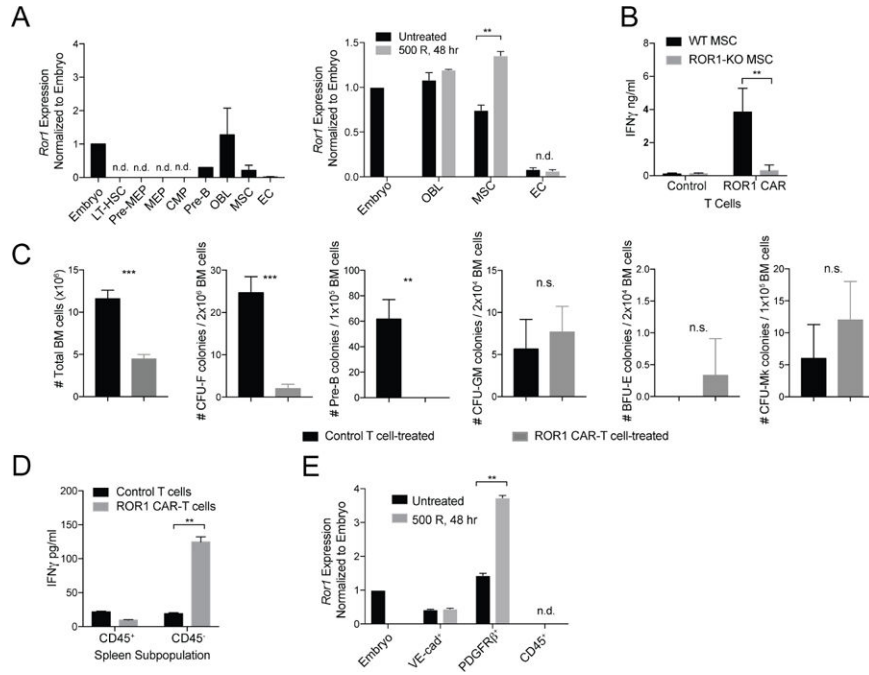 A
Ror1 Expression
Normalized to Embryo
5
4
3
2
1
0
n.d.
n.d.
n.d.
n.d.
Embryo
LT-HSC
Pre-MEP
MEP
CMP
Pre-B
OBL
MSC
EC
Untreated
500 R, 48 hr
Ror1 Expression
Normalized to Embryo
1.5
1.0
0.5
0.0
**
n.d.
Embryo
OBL
MSC
EC
B
WT MSC
ROR1-KO MSC
IFNγ ng/ml
8
6
4
2
0
**
Control
ROR1 CAR
T Cells
C
# Total BM cells (x10⁶)
15
10
5
0
***
# CFU-F colonies / 2x10⁶ BM cells
30
20
10
0
***
# Pre-B colonies / 1x10⁵ BM cells
100
80
60
40
20
0
**
# CFU-GM colonies / 2x10⁴ BM cells
20
15
10
5
0
n.s.
# BFU-E colonies / 2x10⁴ BM cells
2.0
1.5
1.0
0.5
0.0
n.s.
# CFU-Mk colonies / 1x10⁵ BM cells
25
20
15
10
5
0
n.s.
Control T cell-treated
ROR1 CAR-T cell-treated
D
Control T cells
ROR1 CAR-T cells
IFNγ pg/ml
200
150
100
50
0
**
CD45⁺
CD45⁻
Spleen Subpopulation
E
Untreated
500 R, 48 hr
Ror1 Expression
Normalized to Embryo
4
3
2
1
0
**
n.d.
Embryo
VE-cad⁺
PDGFRβ⁺
CD45⁺